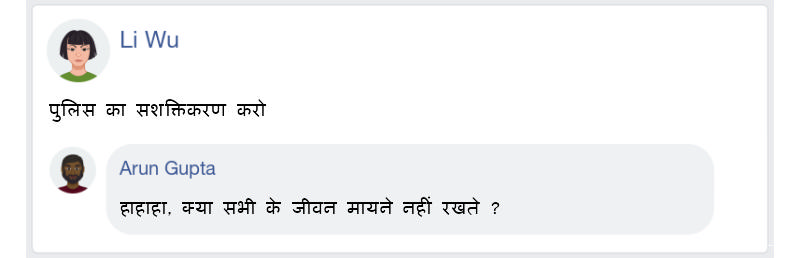 Li Wu
पुलिस का सशक्तिकरण करो
Arun Gupta
हाहाहा, क्या सभी के जीवन मायने नहीं रखते ?